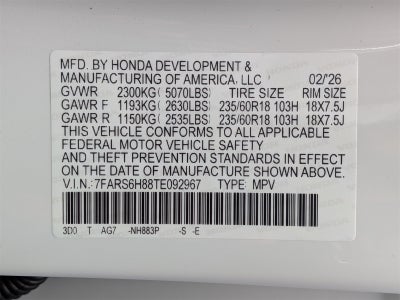 MFD. BY HONDA DEVELOPMENT &
MANUFACTURING OF AMERICA, LLC 02/'26
GVWR 2300KG( 5070LBS) TIRE SIZE RIM SIZE
GAWR F 1193KG( 2630LBS) 235/60R18 103H 18X7.5J
GAWR R 1150KG( 2535LBS) 235/60R18 103H 18X7.5J
THIS VEHICLE CONFORMS TO ALL APPLICABLE
FEDERAL MOTOR VEHICLE SAFETY
AND THEFT PREVENTION STANDARDS IN EFFECT
ON THE DATE OF MANUFACTURE SHOWN ABOVE.
V.I.N.: 7FARS6H88TE092967 TYPE: MPV
3D0 T AG7 -NH883P -S -E